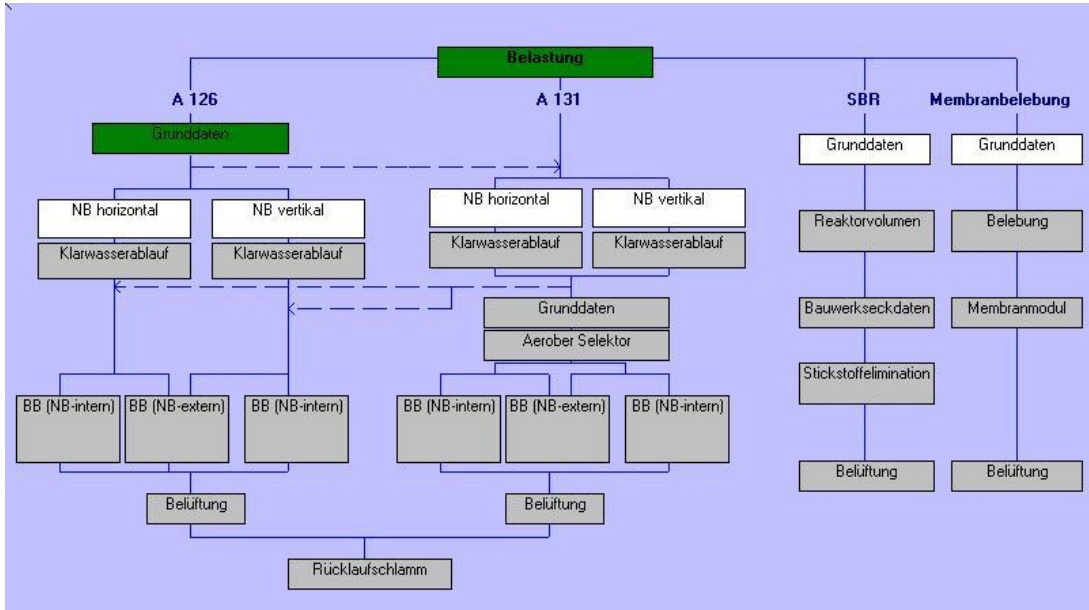 Belastung
A 126
A 131
SBR
Membranbelebung
Grunddaten
Grunddaten
Grunddaten
NB horizontal
NB vertikal
NB horizontal
NB vertikal
Klarwasserablauf
Klarwasserablauf
Klarwasserablauf
Klarwasserablauf
Reaktorvolumen
Belebung
Grunddaten
Aerober Selektor
Bauwerkseckdaten
Membranmodul
Stickstoffelimination
BB (NB-intern)
BB (NB-extern)
BB (NB-intern)
BB (NB-intern)
BB (NB-extern)
BB (NB-intern)
Belüftung
Belüftung
Belüftung
Belüftung
Rücklaufschlamm